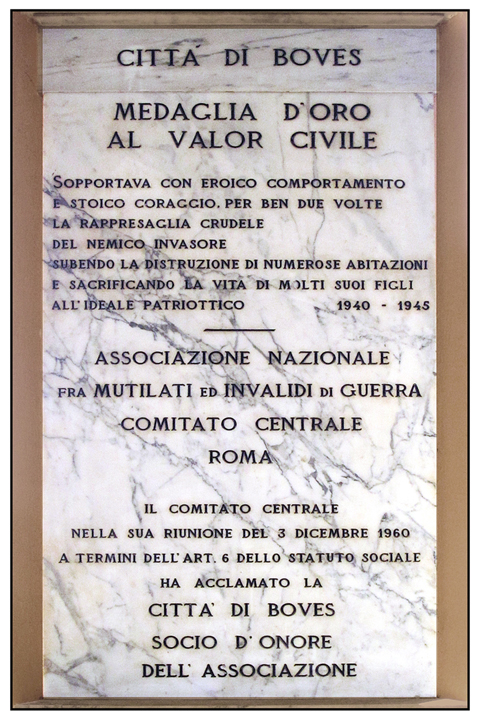 CITTÀ DI BOVES
MEDAGLIA D'ORO
AL VALOR CIVILE
SOPPORTAVA CON EROICO COMPORTAMENTO
E STOICO CORAGGIO. PER BEN DUE VOLTE
LA RAPPRESAGLIA CRUDELE
DEL NEMICO INVASORE
SUBENDO LA DISTRUZIONE DI NUMEROSE ABITAZIONI
E SACRIFICANDO LA VITA DI MOLTI SUOI FIGLI
ALL'IDEALE PATRIOTTICO 1940 - 1945
ASSOCIAZIONE NAZIONALE
FRA MUTILATI ED INVALIDI DI GUERRA
COMITATO CENTRALE
ROMA
IL COMITATO CENTRALE
NELLA SUA RIUNIONE DEL 3 DICEMBRE 1960
A TERMINI DELL'ART. 6 DELLO STATUTO SOCIALE
HA ACCLAMATO LA
CITTA' DI BOVES
SOCIO D'ONORE
DELL' ASSOCIAZIONE